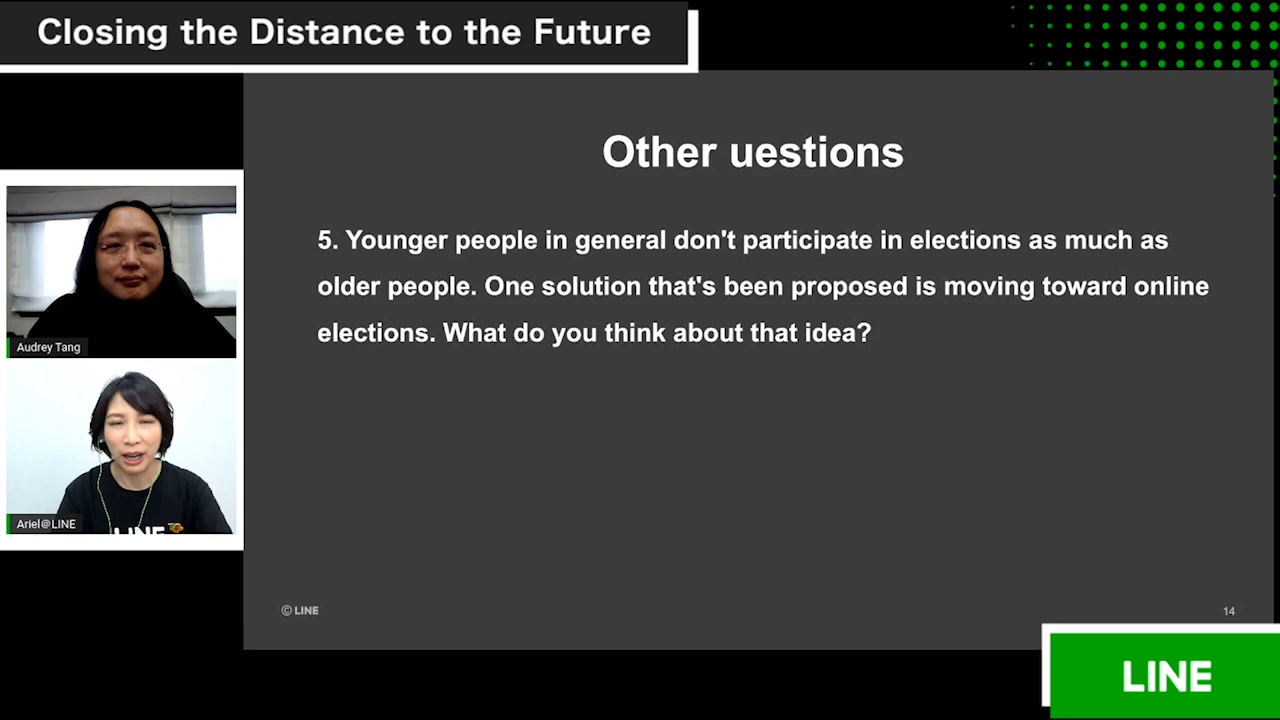 Closing the Distance to the Future
Other uestions
5. Younger people in general don't participate in elections as much as
older people. One solution that's been proposed is moving toward online
elections. What do you think about that idea?
Audrey Tang
Ariel@LINE
LINE
© LINE
14
LINE